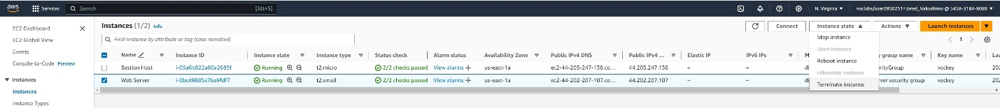 aws Services Search [Alt+S] N. Virginia voclabs/user2950251=Jared_Nakashima @ 5458-3184-9089
EC2 Dashboard
EC2 Global View
Events
Console-to-Code Preview
Instances
Instances
Instance Types
Instances (1/2) Info
Connect Instance state Actions Launch instances
Find instance by attribute or tag (case-sensitive)
1
Stop instance
Start instance
Reboot instance
Hibernate instance
Terminate instance
Name Instance ID Instance state Instance type Status check Alarm status Availability Zone Public IPv4 DNS Public IPv4 ... Elastic IP IPv6 IPs M y group name Key name Lau
Bastion Host i-05a6b822a80a2685f Running t2.micro 2/2 checks passed View alarms us-east-1a ec2-44-203-247-136.co... 44.203.247.136 – – di urityGroup vockey 202
Web Server i-0bc49885e7ba9fdf7 Running t2.small 2/2 checks passed View alarms us-east-1a ec2-44-202-207-107.co... 44.202.207.107 – – di rver security group vockey 202